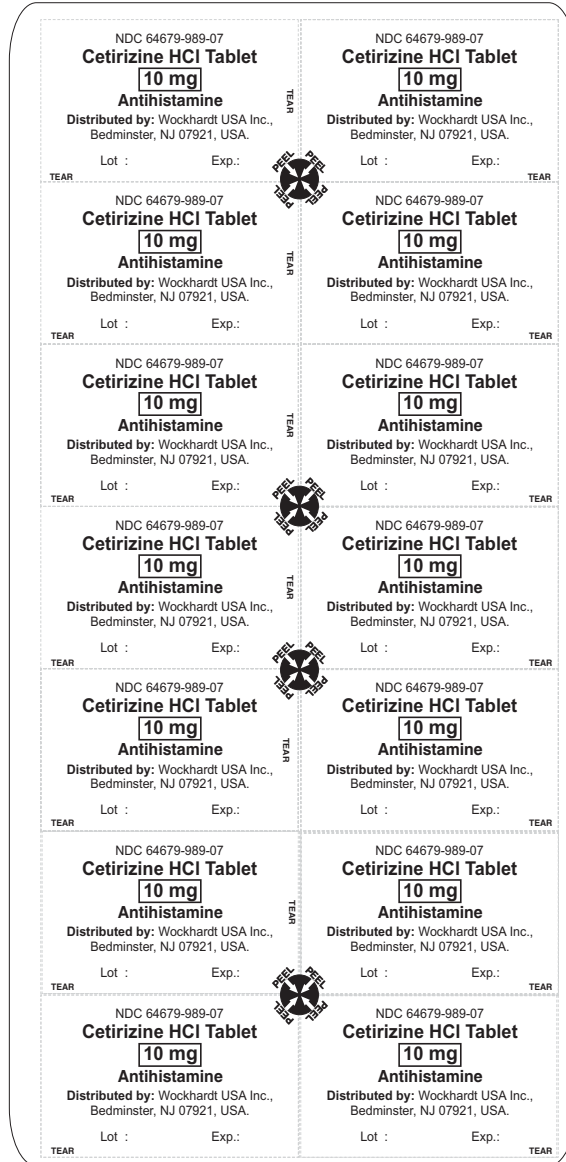 NDC 64679-989-07
Cetirizine HCl Tablet
10 mg
Antihistamine
Distributed by: Wockhardt USA Inc.,
Bedminster, NJ 07921, USA.
Lot : Exp.:
TEAR
TEAR
NDC 64679-989-07
Cetirizine HCl Tablet
10 mg
Antihistamine
Distributed by: Wockhardt USA Inc.,
Bedminster, NJ 07921, USA.
Lot : Exp.:
TEAR
PEEL
PEEL
PEEL
PEEL
NDC 64679-989-07
Cetirizine HCl Tablet
10 mg
Antihistamine
Distributed by: Wockhardt USA Inc.,
Bedminster, NJ 07921, USA.
Lot : Exp.:
TEAR
TEAR
NDC 64679-989-07
Cetirizine HCl Tablet
10 mg
Antihistamine
Distributed by: Wockhardt USA Inc.,
Bedminster, NJ 07921, USA.
Lot : Exp.:
TEAR
NDC 64679-989-07
Cetirizine HCl Tablet
10 mg
Antihistamine
Distributed by: Wockhardt USA Inc.,
Bedminster, NJ 07921, USA.
Lot : Exp.:
TEAR
TEAR
NDC 64679-989-07
Cetirizine HCl Tablet
10 mg
Antihistamine
Distributed by: Wockhardt USA Inc.,
Bedminster, NJ 07921, USA.
Lot : Exp.:
TEAR
PEEL
PEEL
PEEL
PEEL
NDC 64679-989-07
Cetirizine HCl Tablet
10 mg
Antihistamine
Distributed by: Wockhardt USA Inc.,
Bedminster, NJ 07921, USA.
Lot : Exp.:
TEAR
TEAR
NDC 64679-989-07
Cetirizine HCl Tablet
10 mg
Antihistamine
Distributed by: Wockhardt USA Inc.,
Bedminster, NJ 07921, USA.
Lot : Exp.:
TEAR
PEEL
PEEL
PEEL
PEEL
NDC 64679-989-07
Cetirizine HCl Tablet
10 mg
Antihistamine
Distributed by: Wockhardt USA Inc.,
Bedminster, NJ 07921, USA.
Lot : Exp.:
TEAR
TEAR
NDC 64679-989-07
Cetirizine HCl Tablet
10 mg
Antihistamine
Distributed by: Wockhardt USA Inc.,
Bedminster, NJ 07921, USA.
Lot : Exp.:
TEAR
NDC 64679-989-07
Cetirizine HCl Tablet
10 mg
Antihistamine
Distributed by: Wockhardt USA Inc.,
Bedminster, NJ 07921, USA.
Lot : Exp.:
TEAR
TEAR
NDC 64679-989-07
Cetirizine HCl Tablet
10 mg
Antihistamine
Distributed by: Wockhardt USA Inc.,
Bedminster, NJ 07921, USA.
Lot : Exp.:
TEAR
PEEL
PEEL
PEEL
PEEL
NDC 64679-989-07
Cetirizine HCl Tablet
10 mg
Antihistamine
Distributed by: Wockhardt USA Inc.,
Bedminster, NJ 07921, USA.
Lot : Exp.:
TEAR
NDC 64679-989-07
Cetirizine HCl Tablet
10 mg
Antihistamine
Distributed by: Wockhardt USA Inc.,
Bedminster, NJ 07921, USA.
Lot : Exp.:
TEAR